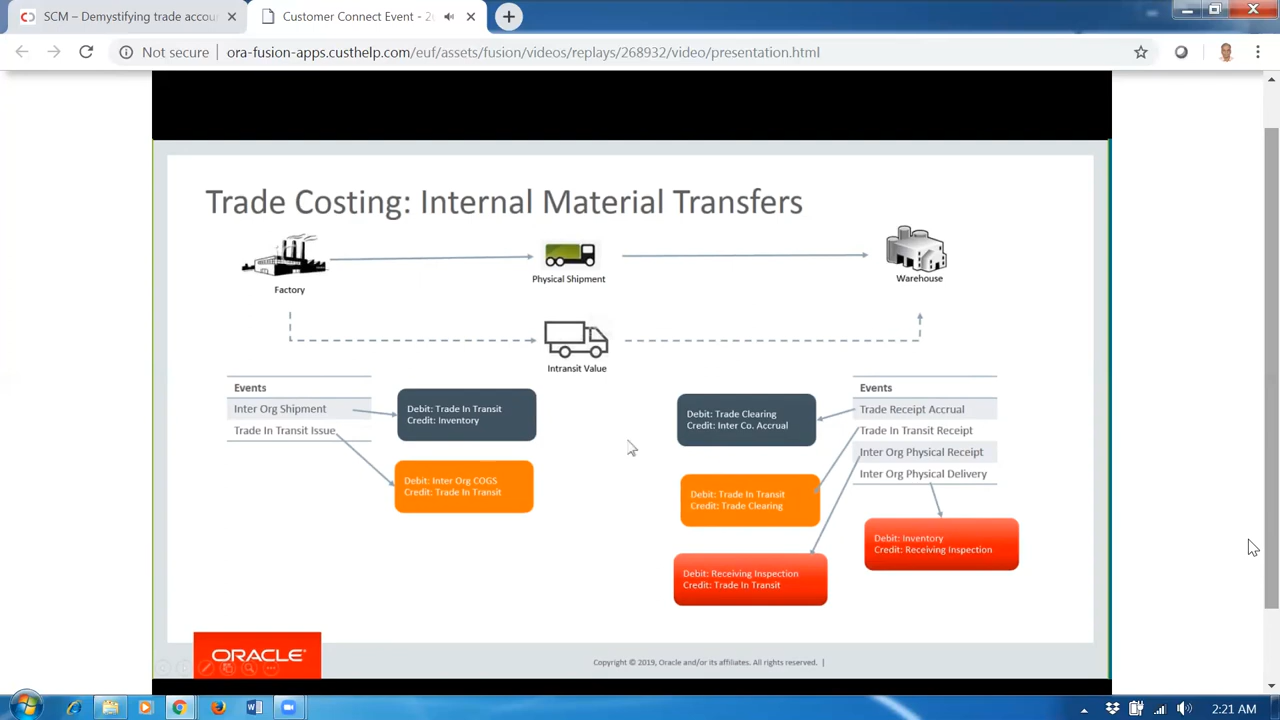 SCM – Demystifying trade accou
Customer Connect Event - 2
Not secure
ora-fusion-apps.custhelp.com/euf/assets/fusion/videos/replays/268932/video/presentation.html
Trade Costing: Internal Material Transfers
Factory
Physical Shipment
Warehouse
Intransit Value
Events
Inter Org Shipment
Trade In Transit Issue
Debit: Trade In Transit
Credit: Inventory
Debit: Inter Org COGS
Credit: Trade In Transit
Debit: Trade Clearing
Credit: Inter Co. Accrual
Debit: Trade In Transit
Credit: Trade Clearing
Debit: Receiving Inspection
Credit: Trade In Transit
Events
Trade Receipt Accrual
Trade In Transit Receipt
Inter Org Physical Receipt
Inter Org Physical Delivery
Debit: Inventory
Credit: Receiving Inspection
ORACLE
Copyright © 2019, Oracle and/or its affiliates. All rights reserved. |
2:21 AM